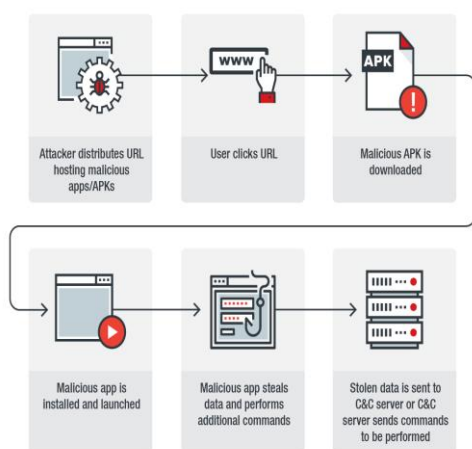 WWW
APK
Attacker distributes URL
hosting malicious
apps/APKs
User clicks URL
Malicious APK is
downloaded
Malicious app is
installed and launched
Malicious app steals
data and performs
additional commands
Stolen data is sent to
C&C server or C&C
server sends commands
to be performed